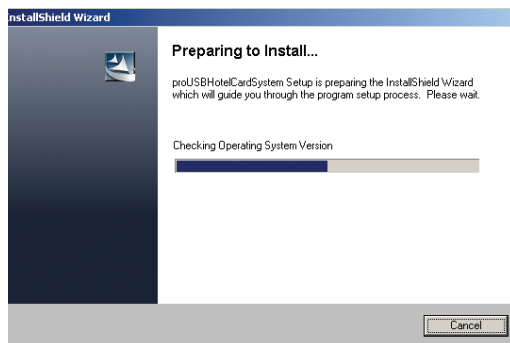 InstallShield Wizard
Preparing to Install...
proUSBHotelCardSystem Setup is preparing the InstallShield Wizard
which will guide you through the program setup process. Please wait.
Checking Operating System Version
Cancel